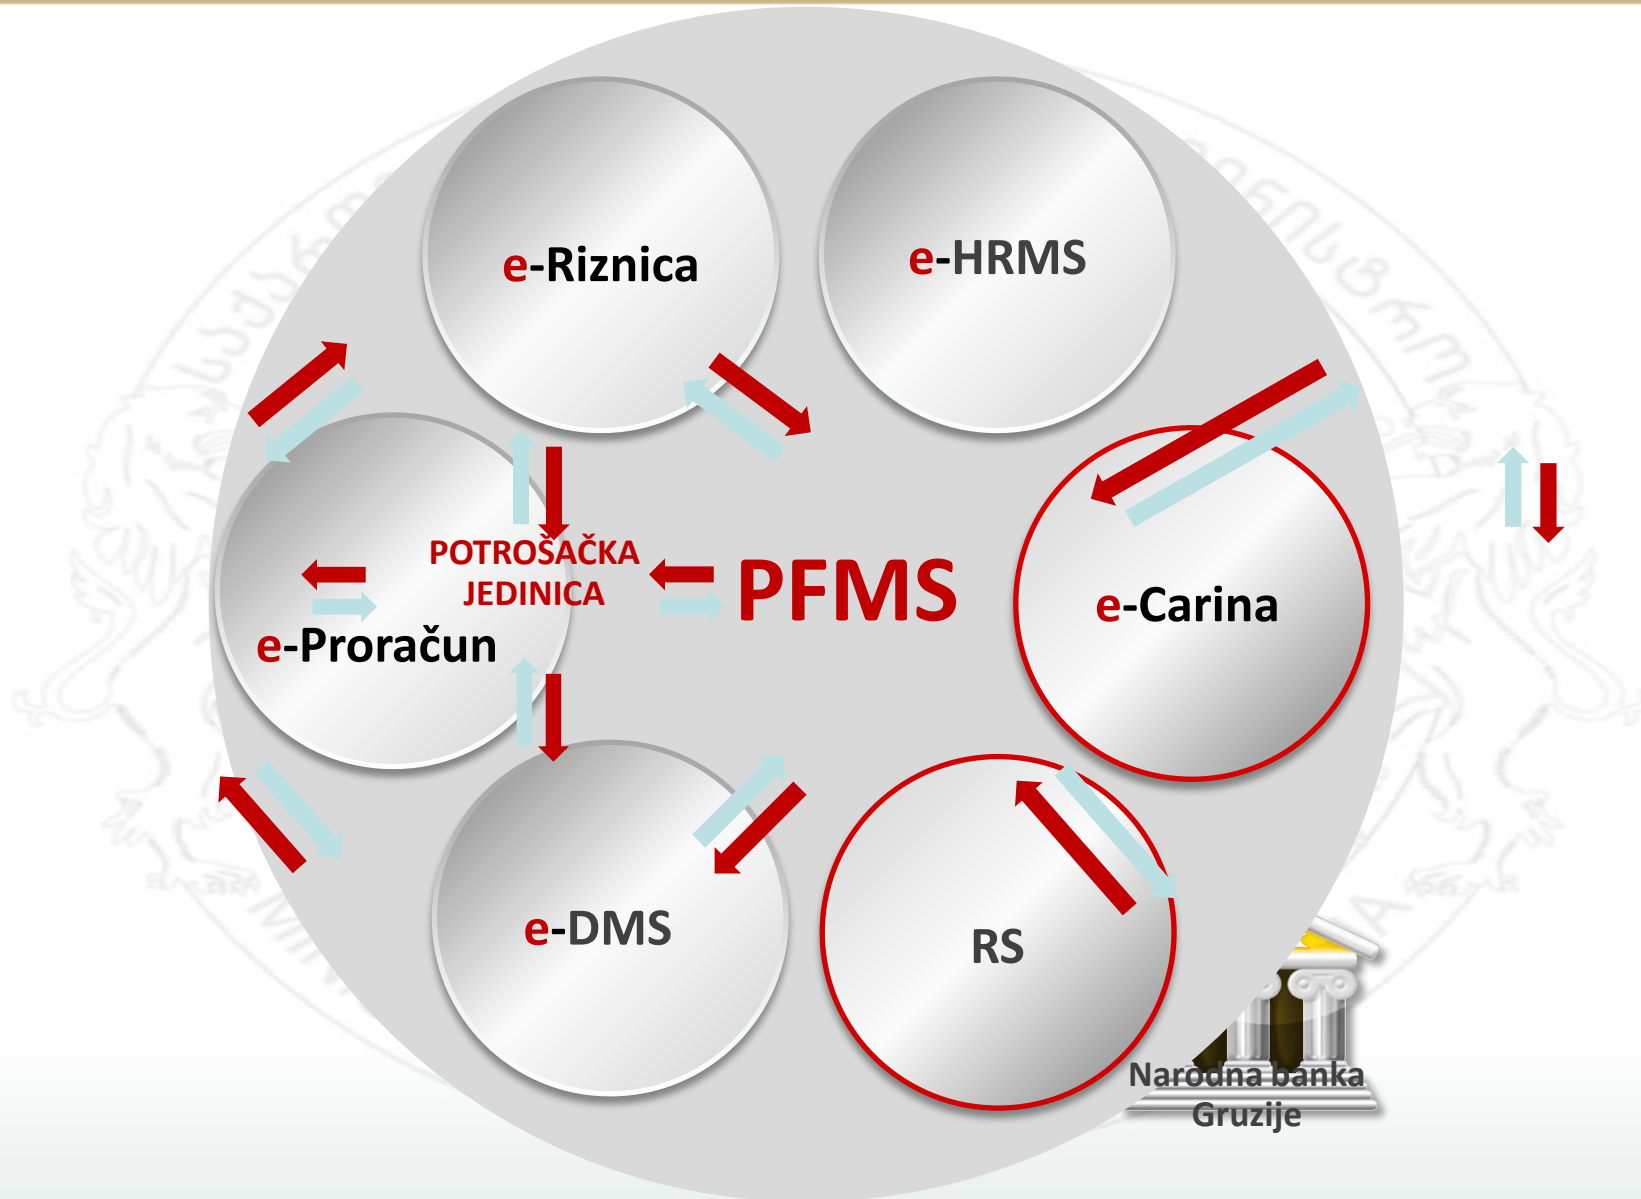 e-Riznica
e-HRMS
POTROŠAČKA
JEDINICA
PFMS
e-Carina
e-Proračun
e-DMS
RS
Narodna banka
Gruzije